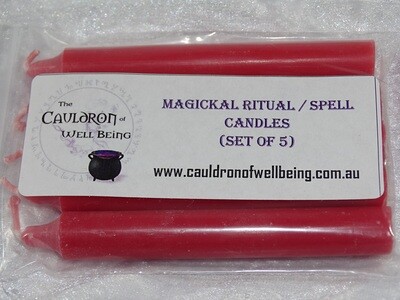 The
CAULDRON of
WELL BEING
MAGICKAL RITUAL / SPELL
CANDLES
(SET OF 5)
www.cauldronofwellbeing.com.au